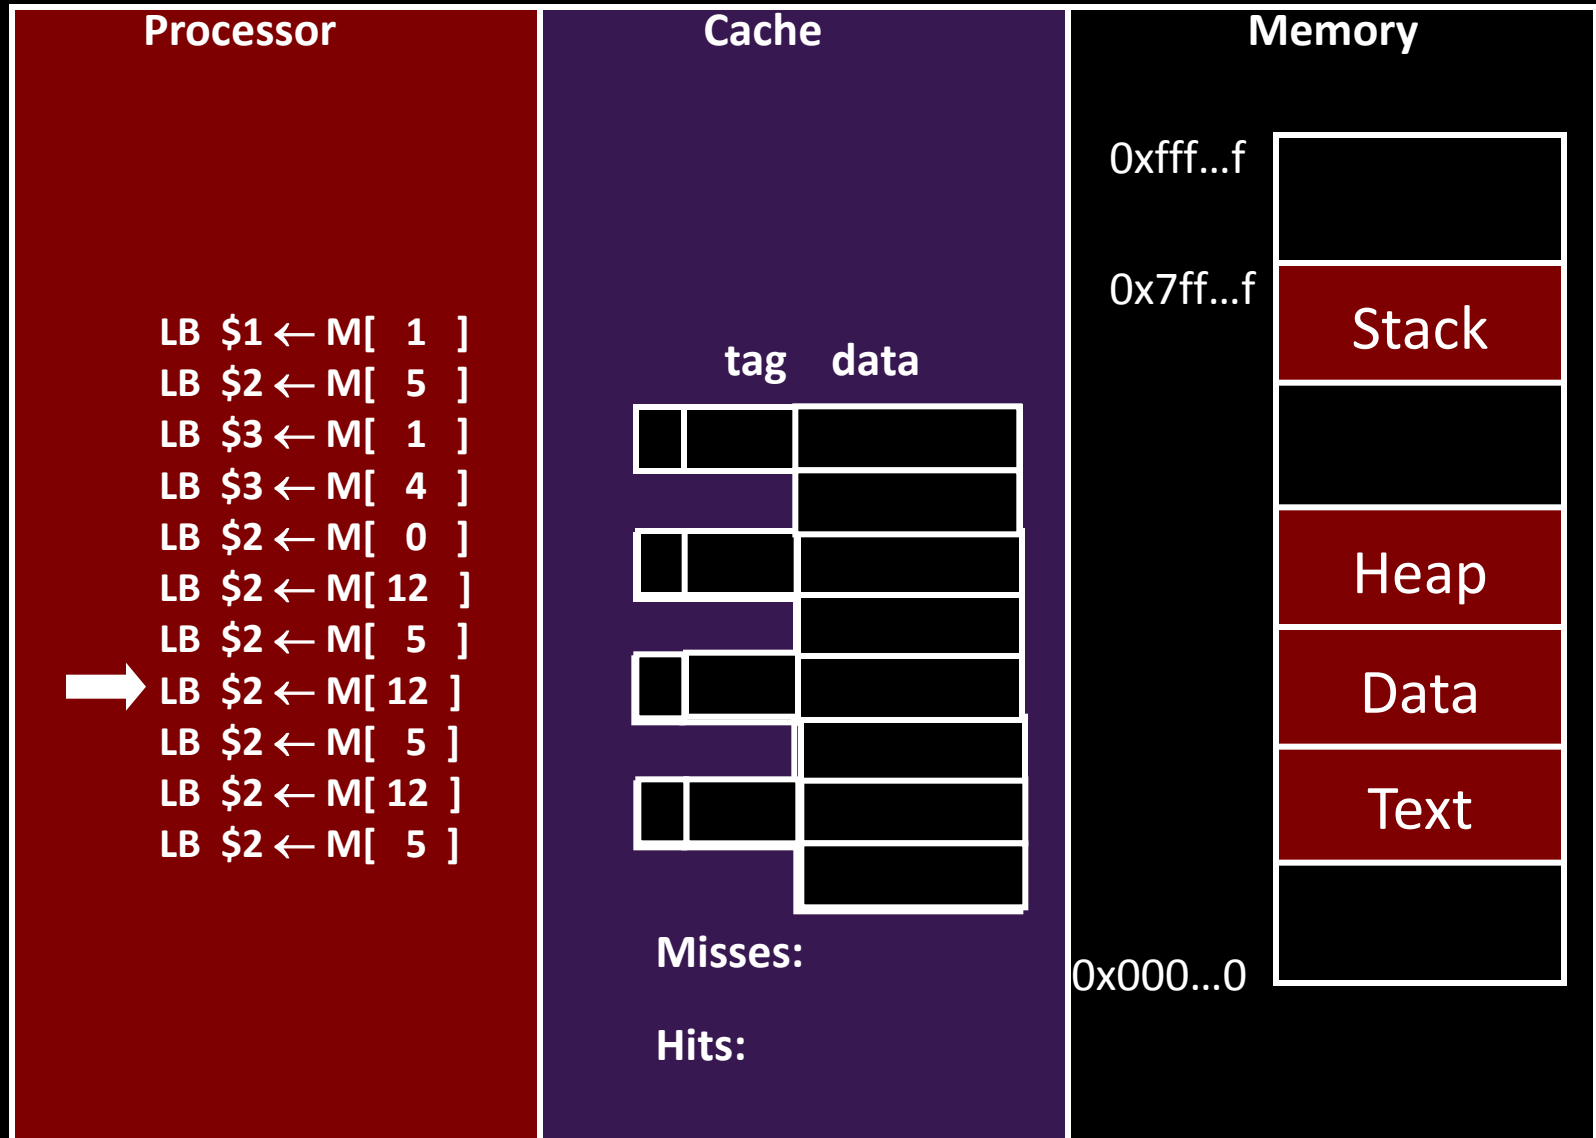 Processor
LB $1 ← M[ 1 ]
LB $2 ← M[ 5 ]
LB $3 ← M[ 1 ]
LB $3 ← M[ 4 ]
LB $2 ← M[ 0 ]
LB $2 ← M[ 12 ]
LB $2 ← M[ 5 ]
LB $2 ← M[ 12 ]
LB $2 ← M[ 5 ]
LB $2 ← M[ 12 ]
LB $2 ← M[ 5 ]
Cache
tag data
Misses:
Hits:
Memory
0xfff…f
0x7ff…f
Stack
Heap
Data
Text
0x000…0